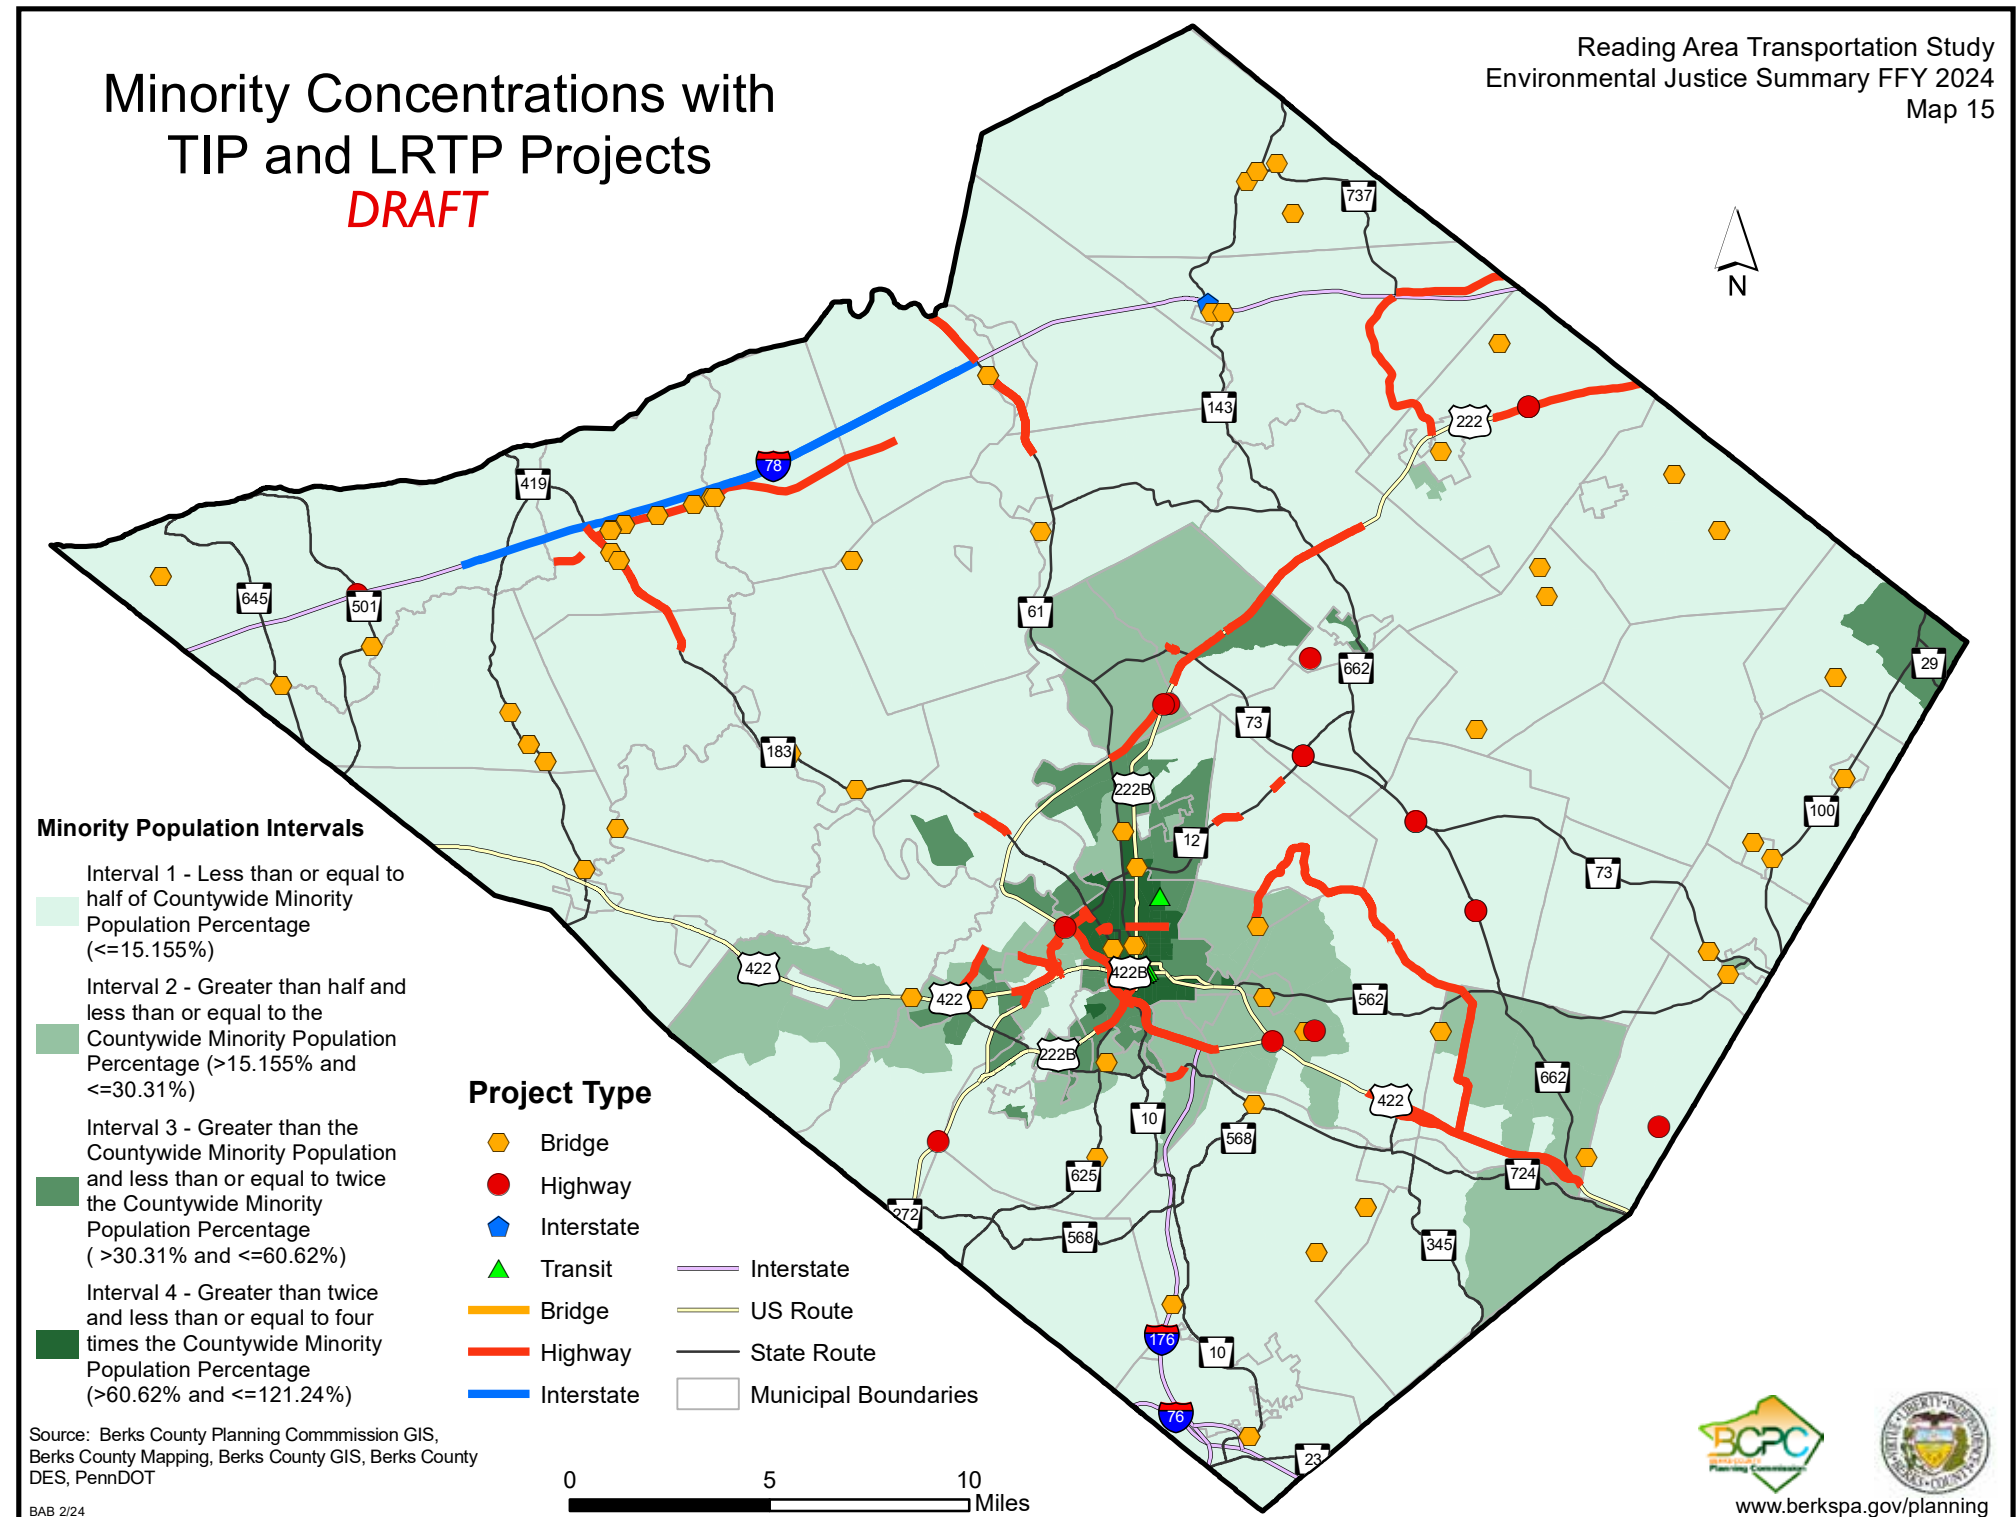 Minority Concentrations with
TIP and LRTP Projects
DRAFT
Reading Area Transportation Study
Environmental Justice Summary FFY 2024
Map 15
N
737
143
222
78
419
645
501
61
662
29
73
183
222B
12
100
73
422
422
422B
562
222B
422
662
10
568
625
724
272
568
345
176
10
76
23
Minority Population Intervals
Interval 1 - Less than or equal to
half of Countywide Minority
Population Percentage
(<=15.155%)
Interval 2 - Greater than half and
less than or equal to the
Countywide Minority Population
Percentage (>15.155% and
<=30.31%)
Interval 3 - Greater than the
Countywide Minority Population
and less than or equal to twice
the Countywide Minority
Population Percentage
( >30.31% and <=60.62%)
Interval 4 - Greater than twice
and less than or equal to four
times the Countywide Minority
Population Percentage
(>60.62% and <=121.24%)
Project Type
Bridge
Highway
Interstate
Transit
Bridge
Highway
Interstate
Interstate
US Route
State Route
Municipal Boundaries
Source: Berks County Planning Commmission GIS,
Berks County Mapping, Berks County GIS, Berks County
DES, PennDOT
BAB 2/24
0 5 10
Miles
BCPC
Planning Commission
www.berkspa.gov/planning